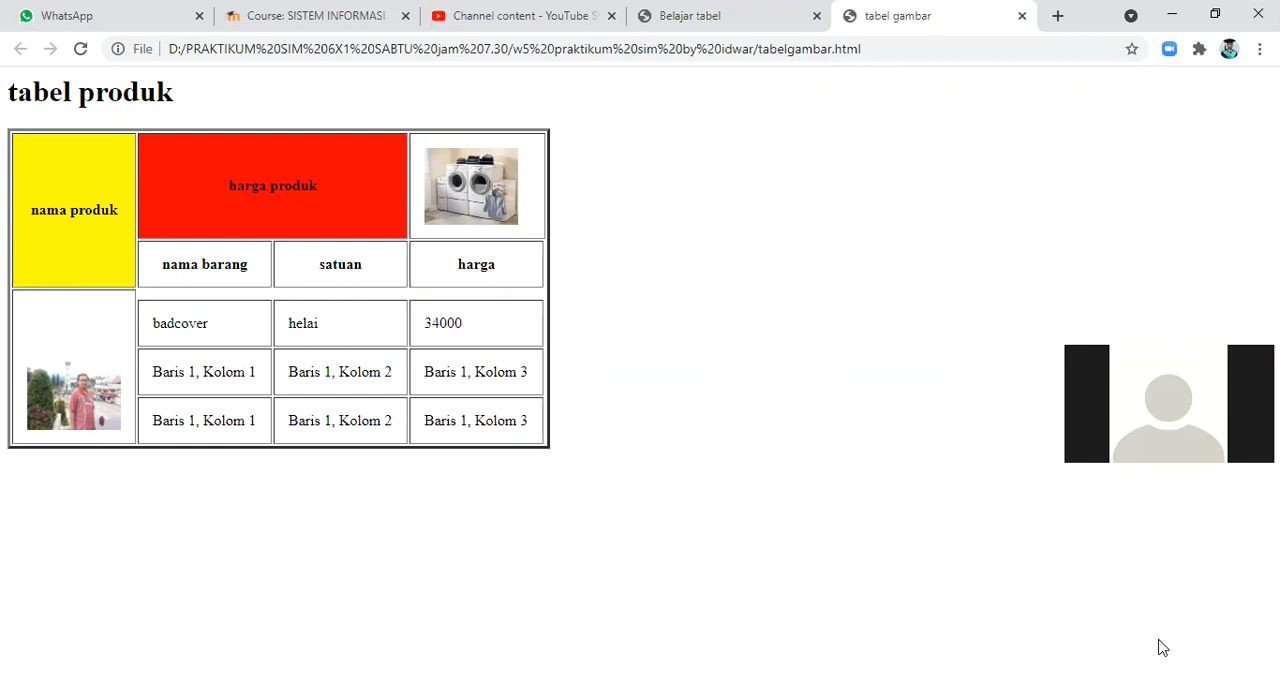 WhatsApp
Course: SISTEM INFORMASI
Channel content - YouTube S
Belajar tabel
tabel gambar
File
D:/PRAKTIKUM%20SIM%206X1%20SABTU%20jam%207.30/w5%20praktikum%20sim%20by%20idwar/tabelgambar.html
tabel produk
nama produk
harga produk
nama barang
satuan
harga
badcover
helai
34000
Baris 1, Kolom 1
Baris 1, Kolom 2
Baris 1, Kolom 3
Baris 1, Kolom 1
Baris 1, Kolom 2
Baris 1, Kolom 3